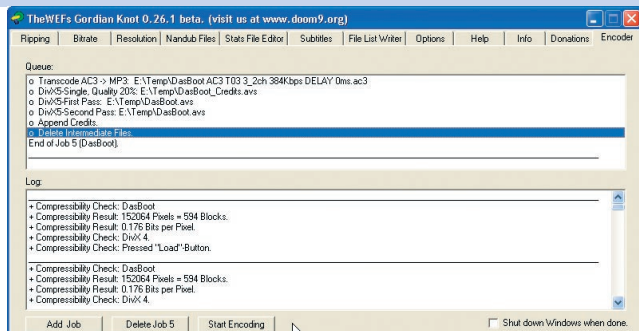 TheWEFs Gordian Knot 0.26.1 beta. (visit us at www.doom9.org)
Ripping Bitrate Resolution Nandub Files Stats File Editor Subtitles File List Writer Options Help Info Donations Encoder
Queue:
o Transcode AC3 -> MP3: E:\Temp\DasBoot AC3 T03 3_2ch 384Kbps DELAY 0ms.ac3
o DivX5-Single, Quality 20%: E:\Temp\DasBoot_Credits.avs
o DivX5-First Pass: E:\Temp\DasBoot.avs
o DivX5-Second Pass: E:\Temp\DasBoot.avs
o Append Credits.
o Delete Intermediate Files.
End of Job 5 (DasBoot).
Log:
+ Compressibility Check: DasBoot
+ Compressibility Result: 152064 Pixels = 594 Blocks.
+ Compressibility Result: 0.176 Bits per Pixel.
+ Compressibility Check: DivX 4.
+ Compressibility Check: Pressed "Load"-Button.
+ Compressibility Check: DasBoot
+ Compressibility Result: 152064 Pixels = 594 Blocks.
+ Compressibility Result: 0.176 Bits per Pixel.
+ Compressibility Check: DivX 4.
Add Job Delete Job 5 Start Encoding Shut down Windows when done.